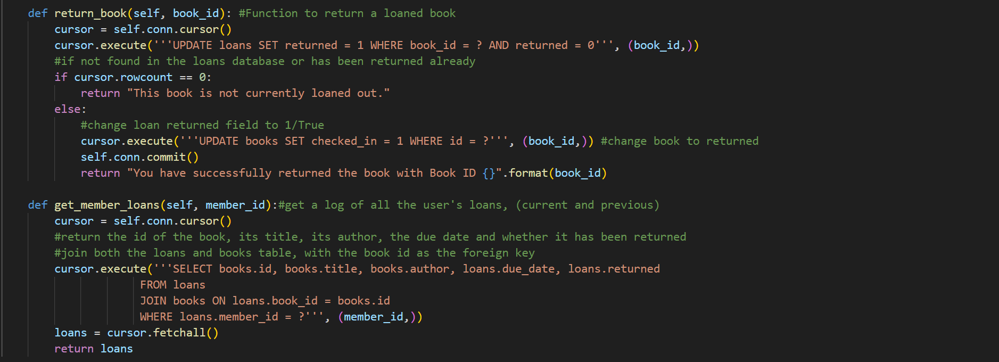 def return_book(self, book_id): #Function to return a loaned book
    cursor = self.conn.cursor()
    cursor.execute('''UPDATE loans SET returned = 1 WHERE book_id = ? AND returned = 0''', (book_id,))
    #if not found in the loans database or has been returned already
    if cursor.rowcount == 0:
        return "This book is not currently loaned out."
    else:
        #change loan returned field to 1/True
        cursor.execute('''UPDATE books SET checked_in = 1 WHERE id = ?''', (book_id,)) #change book to returned
        self.conn.commit()
        return "You have successfully returned the book with Book ID {}".format(book_id)

def get_member_loans(self, member_id):#get a log of all the user's loans, (current and previous)
    cursor = self.conn.cursor()
    #return the id of the book, its title, its author, the due date and whether it has been returned
    #join both the loans and books table, with the book id as the foreign key
    cursor.execute('''SELECT books.id, books.title, books.author, loans.due_date, loans.returned
                 FROM loans
                 JOIN books ON loans.book_id = books.id
                 WHERE loans.member_id = ?''', (member_id,))
    loans = cursor.fetchall()
    return loans